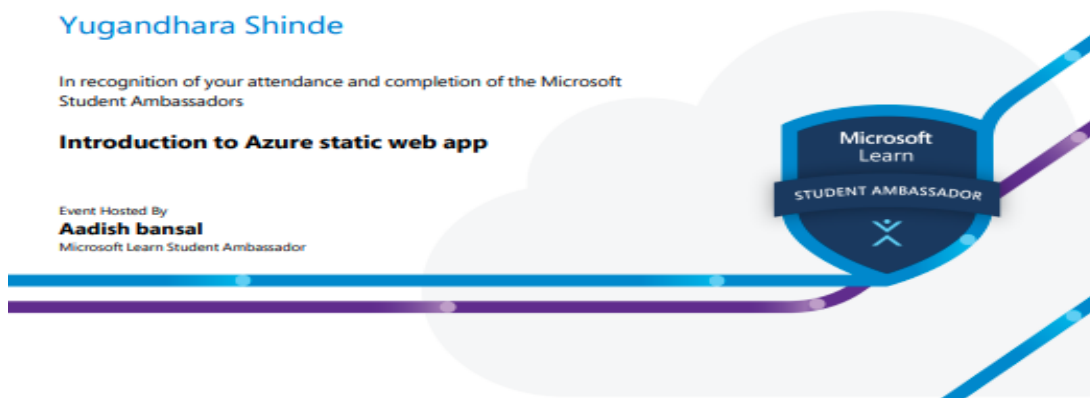 Yugandhara Shinde
In recognition of your attendance and completion of the Microsoft
Student Ambassadors
Introduction to Azure static web app
Event Hosted By
Aadish bansal
Microsoft Learn Student Ambassador
Microsoft
Learn
STUDENT AMBASSADOR